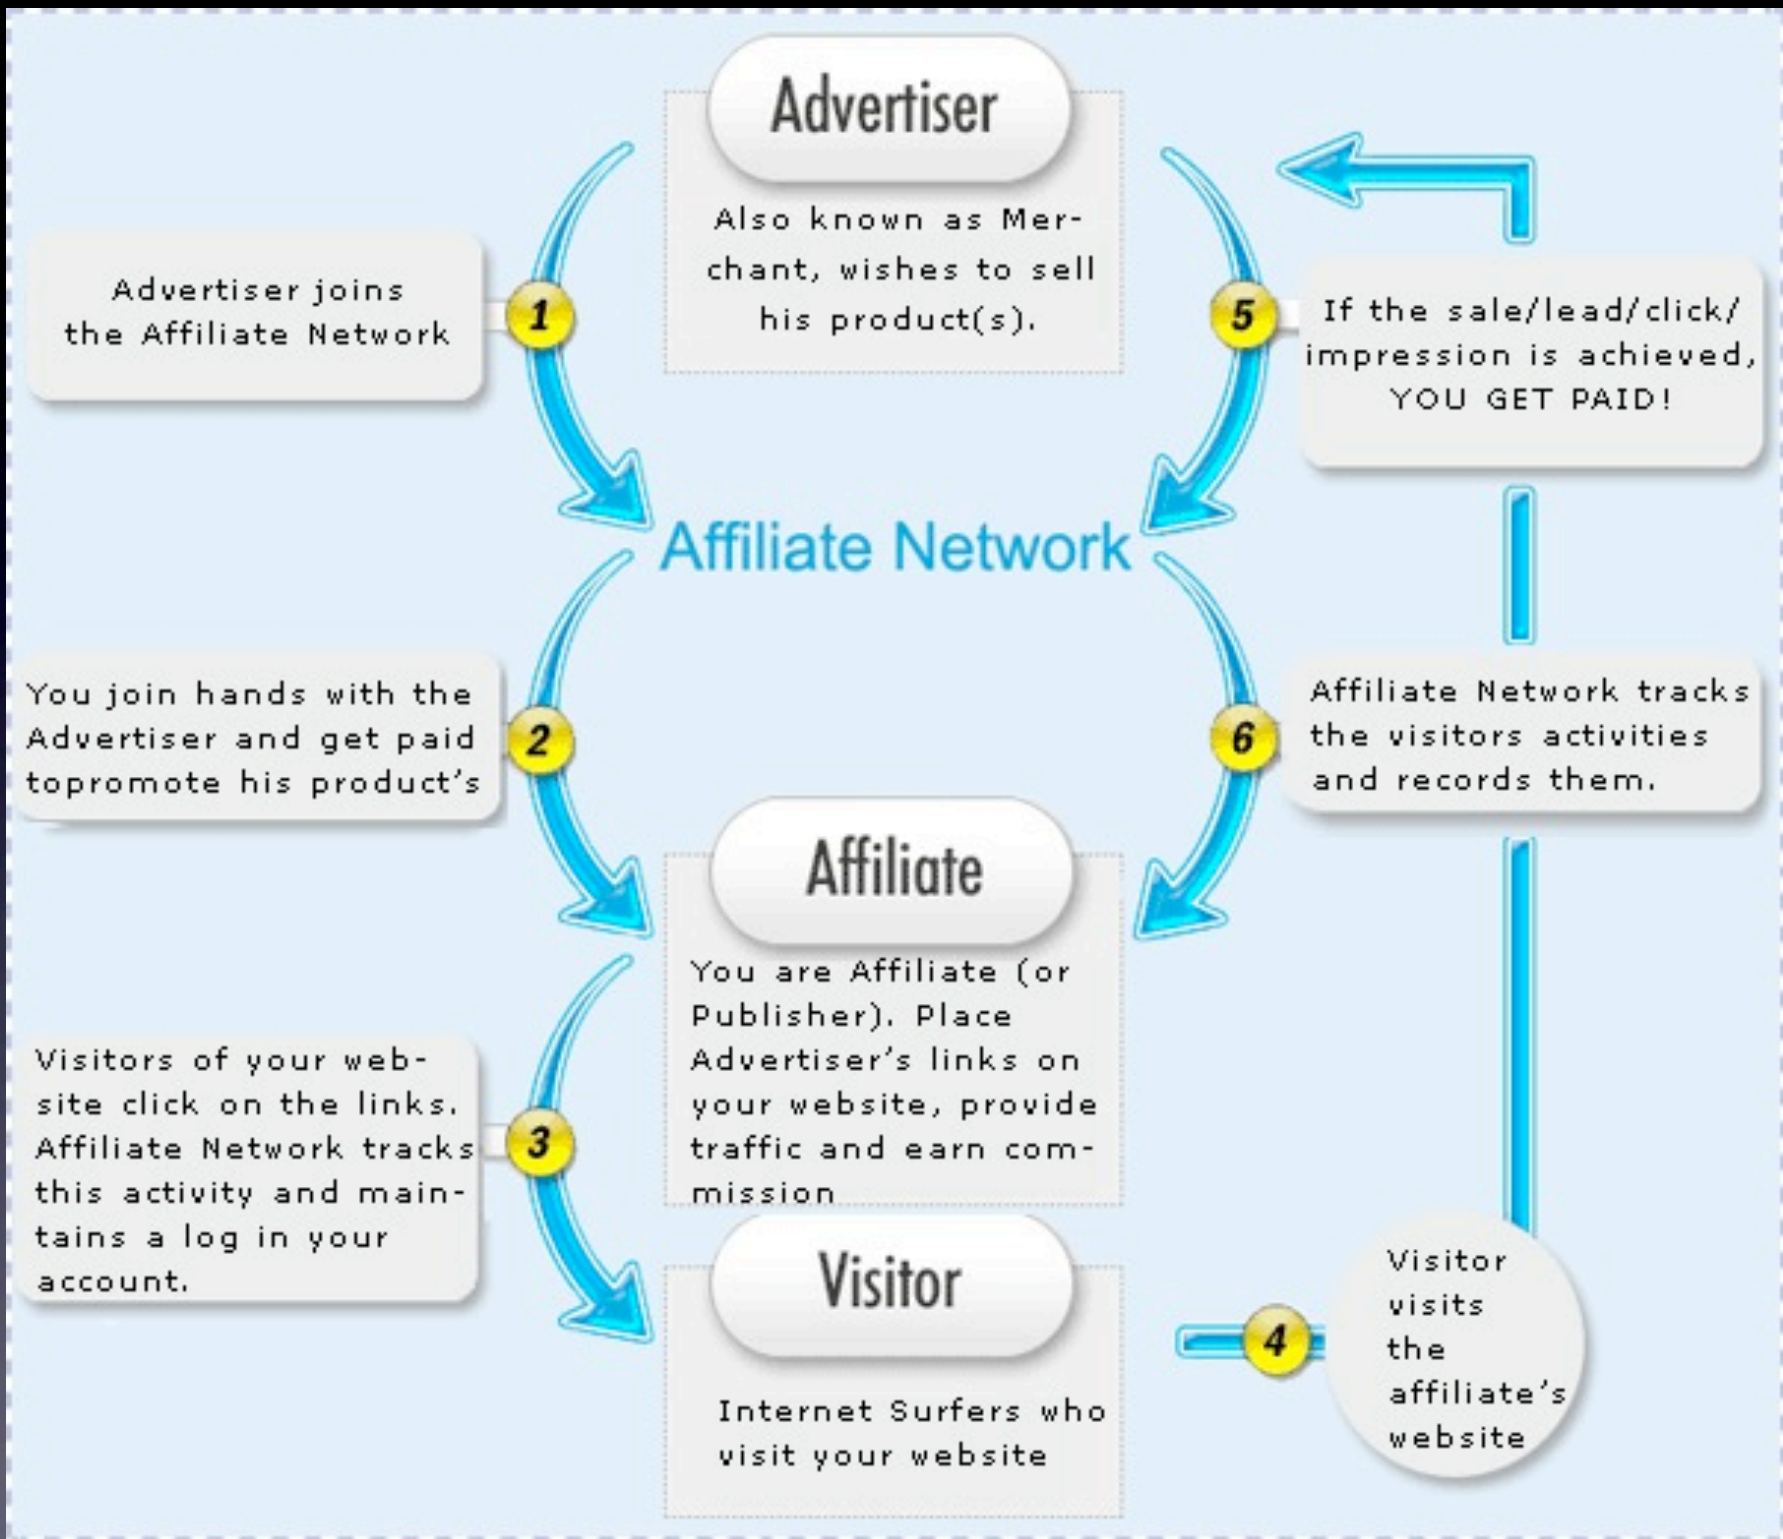 Advertiser
Also known as Mer-
chant, wishes to sell
his product(s).
Advertiser joins
the Affiliate Network
1
5
If the sale/lead/click/
impression is achieved,
YOU GET PAID!
Affiliate Network
You join hands with the
Advertiser and get paid
topromote his product's
2
6
Affiliate Network tracks
the visitors activities
and records them.
Affiliate
You are Affiliate (or
Publisher). Place
Advertiser's links on
your website, provide
traffic and earn com-
mission
Visitors of your web-
site click on the links.
Affiliate Network tracks
this activity and main-
tains a log in your
account.
3
Visitor
Internet Surfers who
visit your website
4
Visitor
visits
the
affiliate's
website